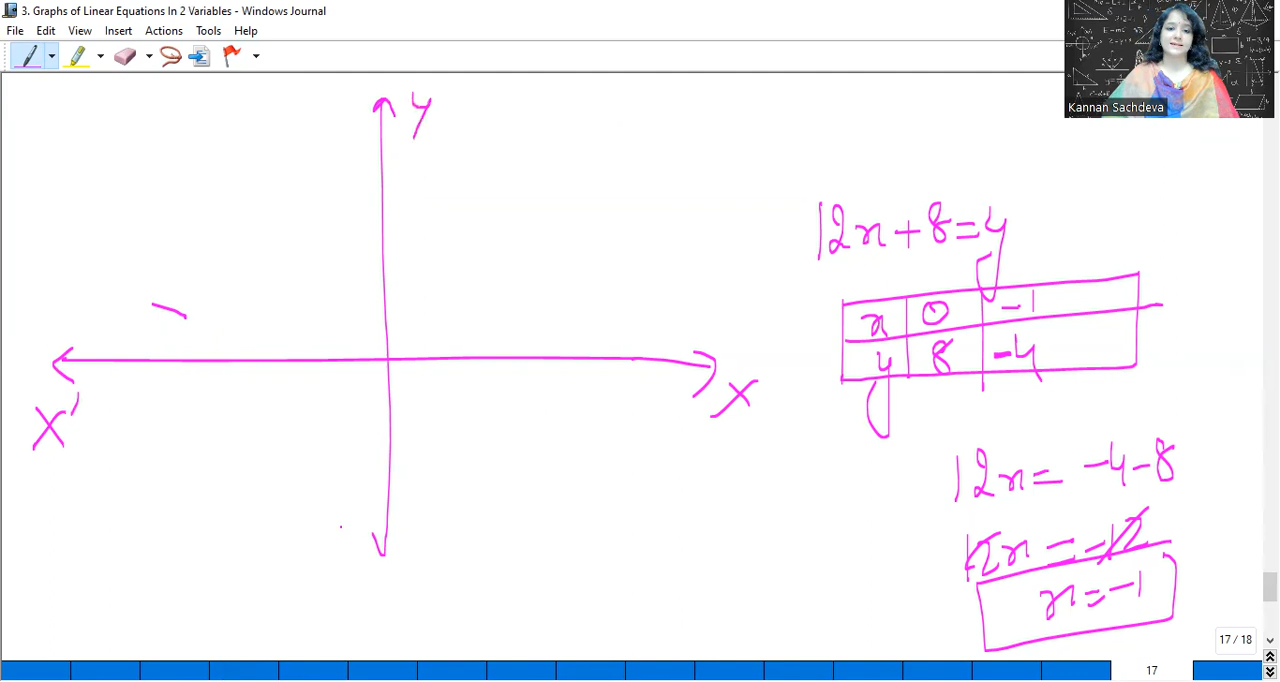 3. Graphs of Linear Equations In 2 Variables - Windows Journal
File Edit View Insert Actions Tools Help
Kannan Sachdeva
y
X
X'
12x+8=y
x 0 -1
y 8 -4
12x= -4-8
12x = -12
x=-1
17 / 18
17